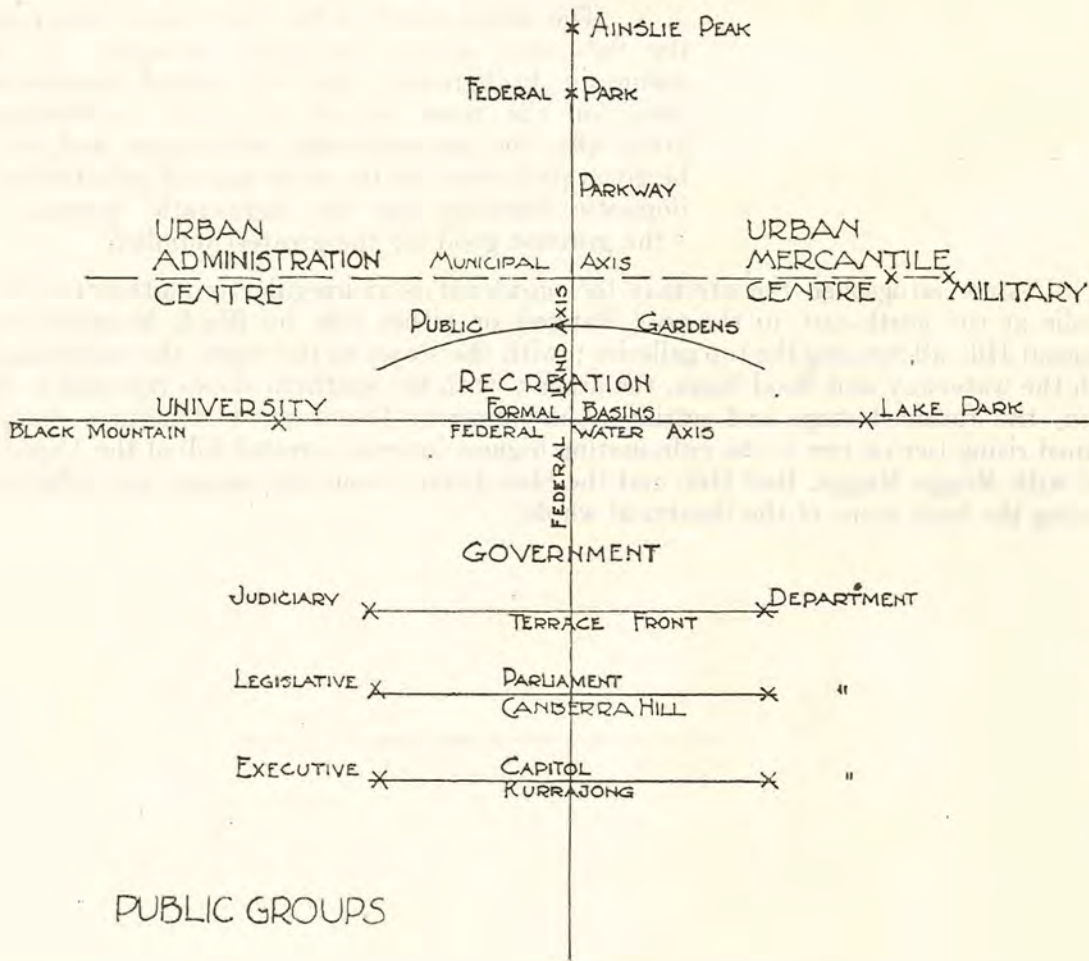 AINSLIE PEAK
FEDERAL PARK
PARKWAY
URBAN ADMINISTRATION CENTRE
MUNICIPAL AXIS
URBAN MERCANTILE CENTRE
MILITARY
PUBLIC GARDENS
LAND AXIS
RECREATION
UNIVERSITY
FORMAL BASINS
LAKE PARK
BLACK MOUNTAIN
FEDERAL WATER AXIS
FEDERAL
GOVERNMENT
JUDICIARY
DEPARTMENT
TERRACE FRONT
LEGISLATIVE
PARLIAMENT
"
CANBERRA HILL
EXECUTIVE
CAPITOL
"
KURRAJONG
PUBLIC GROUPS